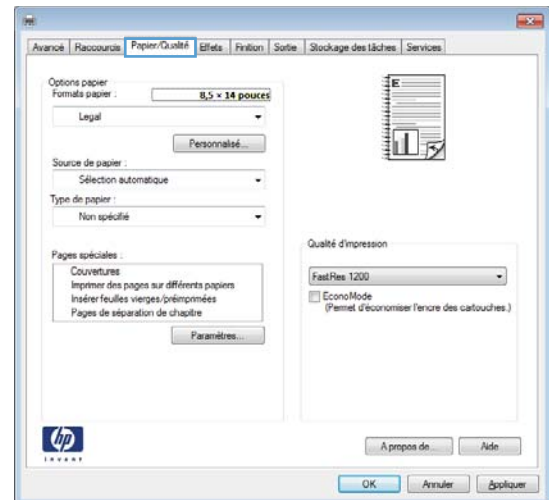 Avancé Raccourcis Papier/Qualité Effets Finition Sortie Stockage des tâches Services
Options papier
Formats papier :
8,5 × 14 pouces
Legal
Personnalisé...
Source de papier :
Sélection automatique
Type de papier :
Non spécifié
Pages spéciales :
Couvertures
Imprimer des pages sur différents papiers
Insérer feuilles vierges/préimprimées
Pages de séparation de chapitre
Paramètres...
E
Qualité d'impression
FastRes 1200
EconoMode
(Permet d'économiser l'encre des cartouches.)
hp
invent
A propos de... Aide
OK Annuler Appliquer